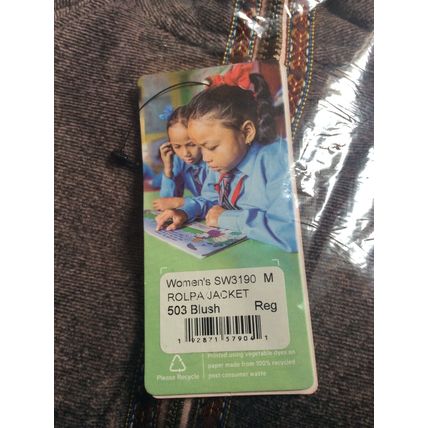 Women's SW3190 M
ROLPA JACKET
503 Blush Reg
1 92871 57904 1
Please Recycle
Printed using vegetable dyes on
paper made from 100% recycled
post consumer waste